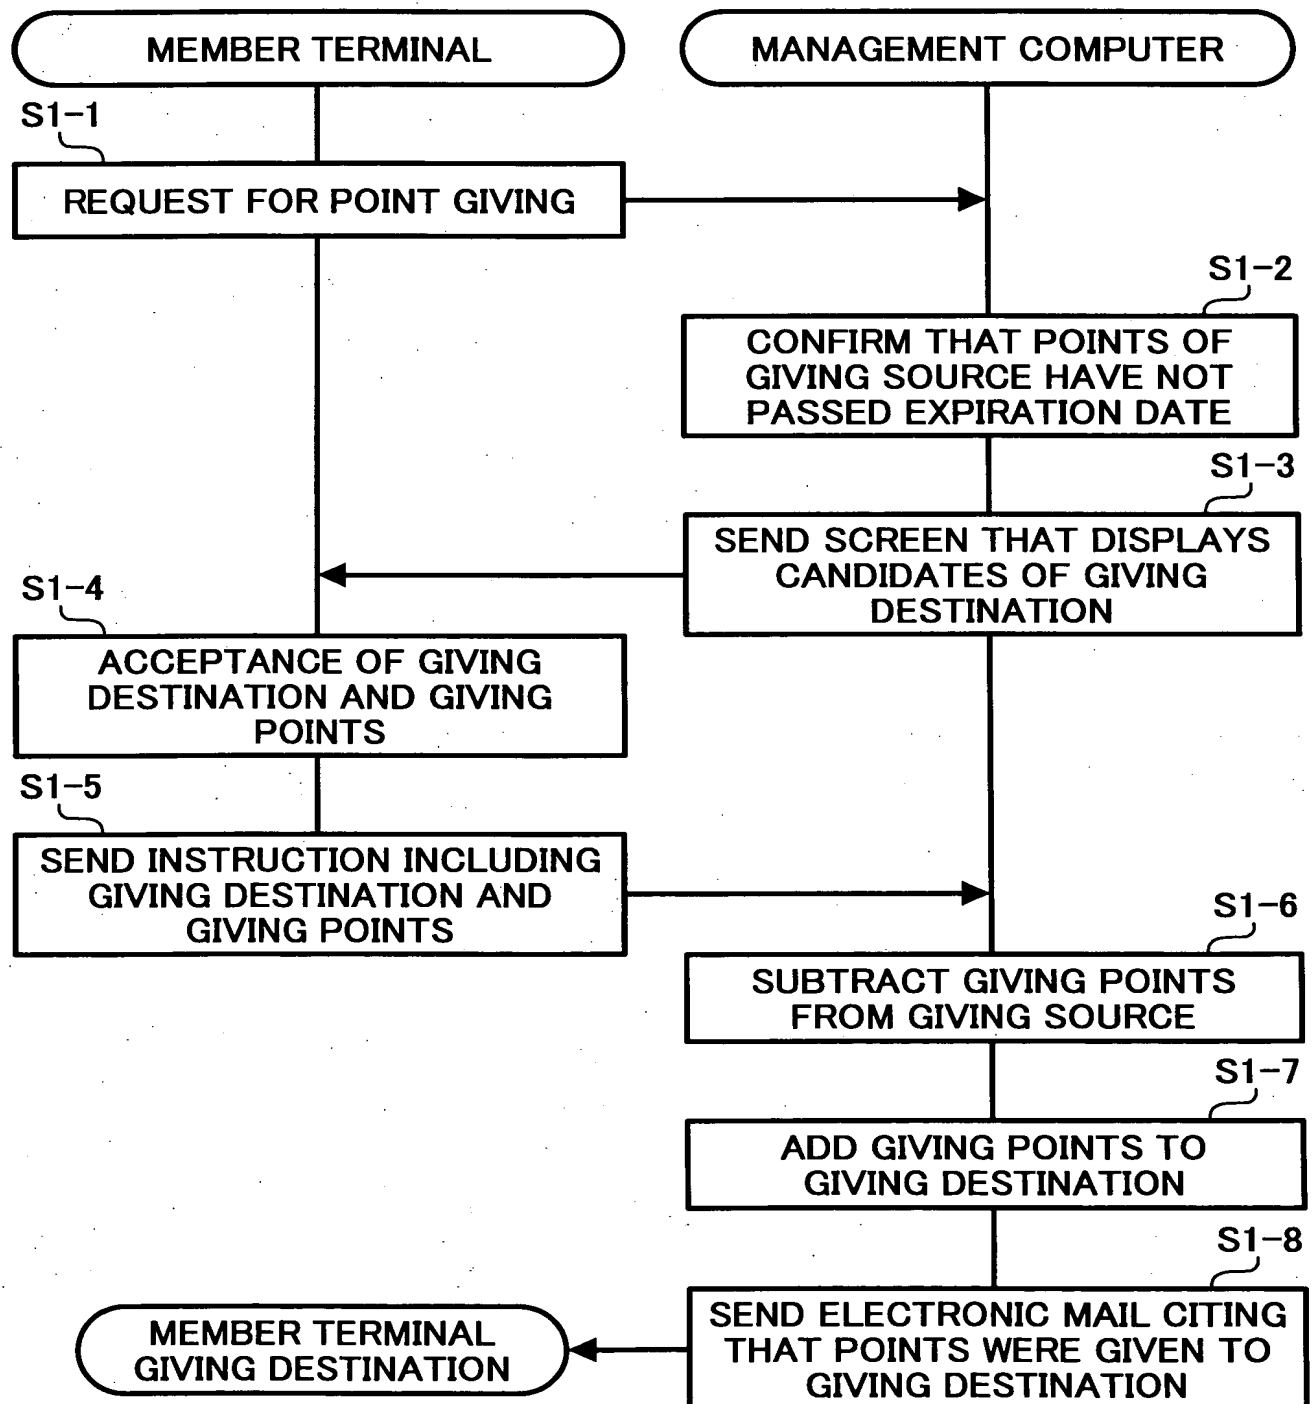 MEMBER TERMINAL
MANAGEMENT COMPUTER
S1-1
REQUEST FOR POINT GIVING
S1-2
CONFIRM THAT POINTS OF
GIVING SOURCE HAVE NOT
PASSED EXPIRATION DATE
S1-3
SEND SCREEN THAT DISPLAYS
CANDIDATES OF GIVING
DESTINATION
S1-4
ACCEPTANCE OF GIVING
DESTINATION AND GIVING
POINTS
S1-5
SEND INSTRUCTION INCLUDING
GIVING DESTINATION AND
GIVING POINTS
S1-6
SUBTRACT GIVING POINTS
FROM GIVING SOURCE
S1-7
ADD GIVING POINTS TO
GIVING DESTINATION
S1-8
SEND ELECTRONIC MAIL CITING
THAT POINTS WERE GIVEN TO
GIVING DESTINATION
MEMBER TERMINAL
GIVING DESTINATION